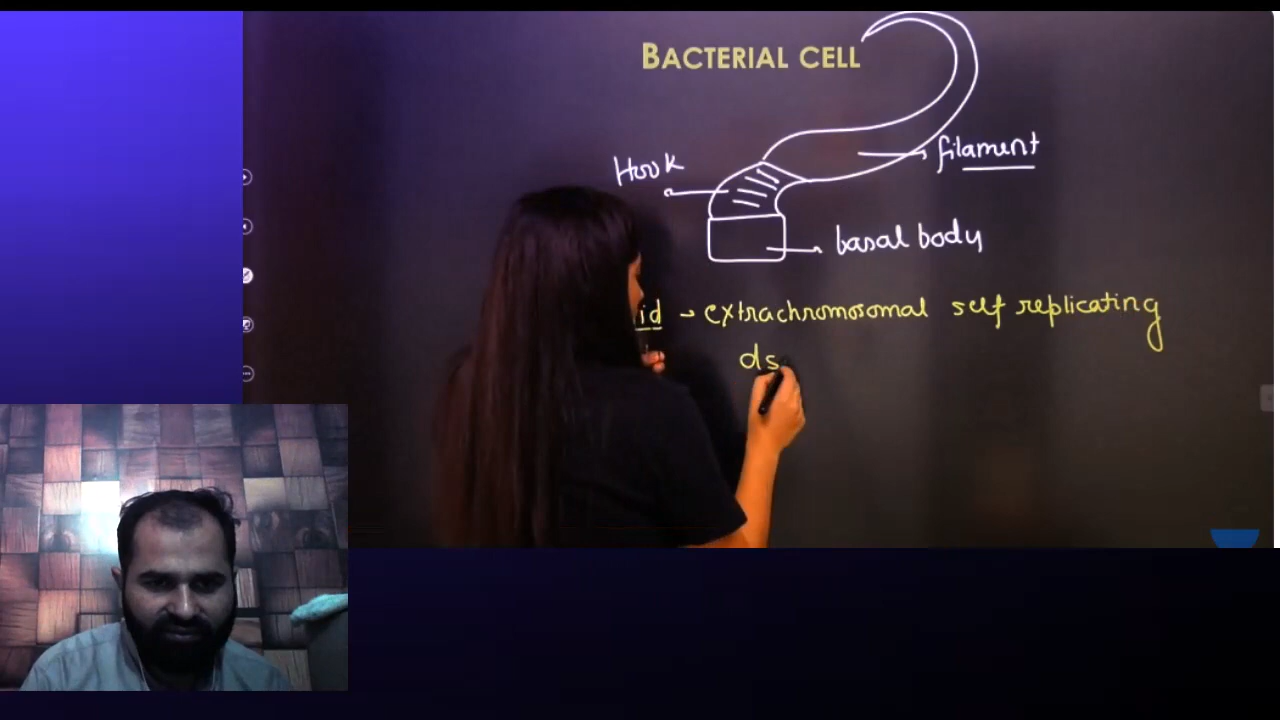 BACTERIAL CELL
Hook
filament
basal body
id - extrachromosomal self replicating
ds